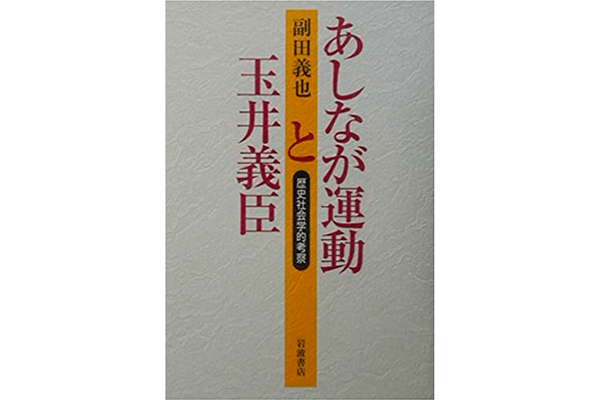 あしなが運動
と
玉井義臣
歴史社会学的考察
副田義也
岩波書店